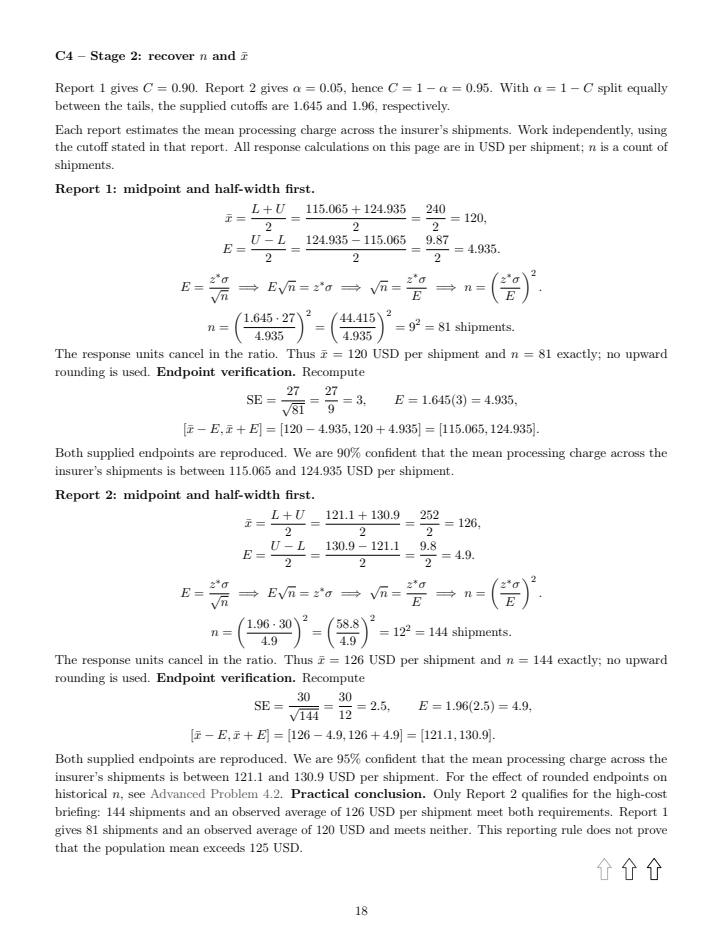 C4 – Stage 2: recover n and x̄
Report 1 gives C = 0.90. Report 2 gives α = 0.05, hence C = 1 − α = 0.95. With α = 1 − C split equally
between the tails, the supplied cutoffs are 1.645 and 1.96, respectively.
Each report estimates the mean processing charge across the insurer's shipments. Work independently, using
the cutoff stated in that report. All response calculations on this page are in USD per shipment; n is a count of
shipments.
Report 1: midpoint and half-width first.
x̄ = (L + U)/2 = (115.065 + 124.935)/2 = 240/2 = 120,
E = (U − L)/2 = (124.935 − 115.065)/2 = 9.87/2 = 4.935.
E = z*σ/√n ⟹ E√n = z*σ ⟹ √n = z*σ/E ⟹ n = (z*σ/E)².
n = (1.645 · 27/4.935)² = (44.415/4.935)² = 9² = 81 shipments.
The response units cancel in the ratio. Thus x̄ = 120 USD per shipment and n = 81 exactly; no upward
rounding is used. Endpoint verification. Recompute
SE = 27/√81 = 27/9 = 3, E = 1.645(3) = 4.935,
[x̄ − E, x̄ + E] = [120 − 4.935, 120 + 4.935] = [115.065, 124.935].
Both supplied endpoints are reproduced. We are 90% confident that the mean processing charge across the
insurer's shipments is between 115.065 and 124.935 USD per shipment.
Report 2: midpoint and half-width first.
x̄ = (L + U)/2 = (121.1 + 130.9)/2 = 252/2 = 126,
E = (U − L)/2 = (130.9 − 121.1)/2 = 9.8/2 = 4.9.
E = z*σ/√n ⟹ E√n = z*σ ⟹ √n = z*σ/E ⟹ n = (z*σ/E)².
n = (1.96 · 30/4.9)² = (58.8/4.9)² = 12² = 144 shipments.
The response units cancel in the ratio. Thus x̄ = 126 USD per shipment and n = 144 exactly; no upward
rounding is used. Endpoint verification. Recompute
SE = 30/√144 = 30/12 = 2.5, E = 1.96(2.5) = 4.9,
[x̄ − E, x̄ + E] = [126 − 4.9, 126 + 4.9] = [121.1, 130.9].
Both supplied endpoints are reproduced. We are 95% confident that the mean processing charge across the
insurer's shipments is between 121.1 and 130.9 USD per shipment. For the effect of rounded endpoints on
historical n, see Advanced Problem 4.2. Practical conclusion. Only Report 2 qualifies for the high-cost
briefing: 144 shipments and an observed average of 126 USD per shipment meet both requirements. Report 1
gives 81 shipments and an observed average of 120 USD and meets neither. This reporting rule does not prove
that the population mean exceeds 125 USD.
18